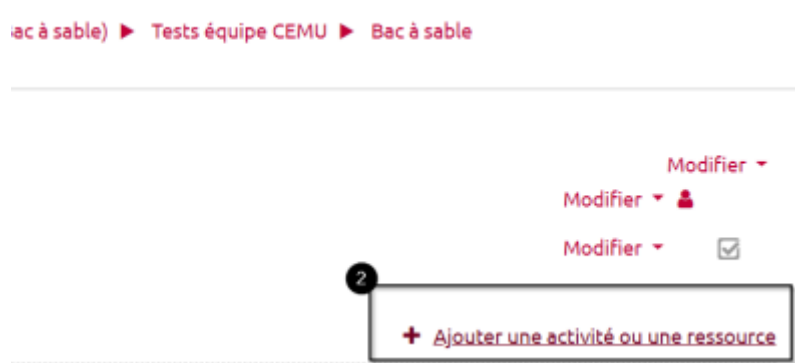 ac à sable) ▶ Tests équipe CEMU ▶ Bac à sable
Modifier
Modifier
Modifier
2
+ Ajouter une activité ou une ressource